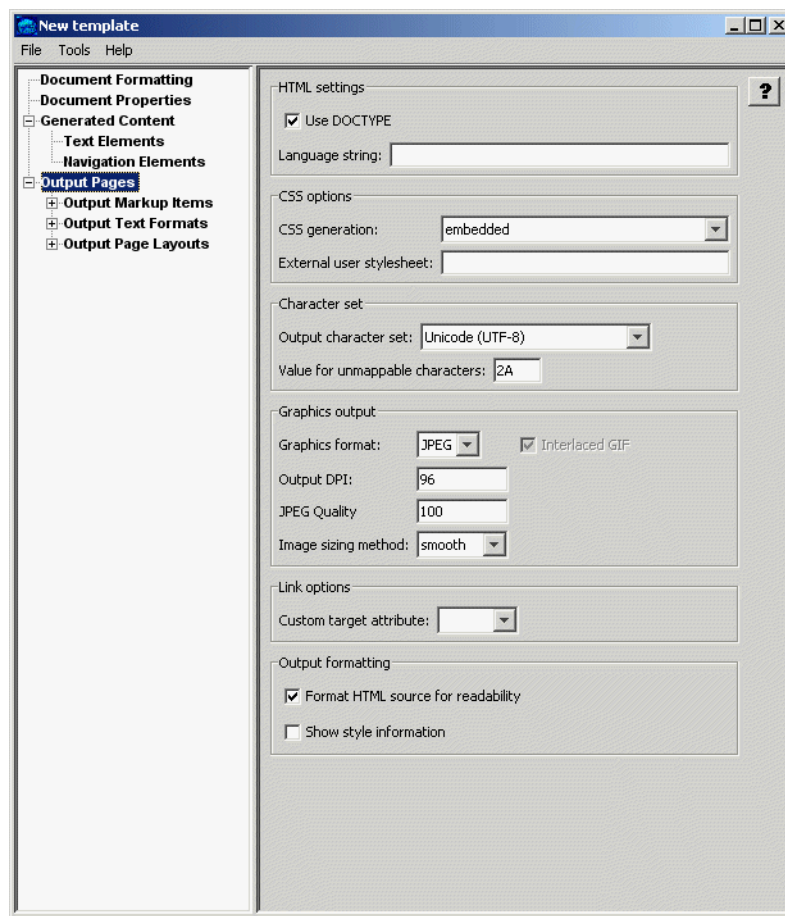 New template
File Tools Help
Document Formatting
Document Properties
Generated Content
Text Elements
Navigation Elements
Output Pages
Output Markup Items
Output Text Formats
Output Page Layouts
HTML settings
?
Use DOCTYPE
Language string:
CSS options
CSS generation: embedded
External user stylesheet:
Character set
Output character set: Unicode (UTF-8)
Value for unmappable characters: 2A
Graphics output
Graphics format: JPEG Interlaced GIF
Output DPI: 96
JPEG Quality 100
Image sizing method: smooth
Link options
Custom target attribute:
Output formatting
Format HTML source for readability
Show style information